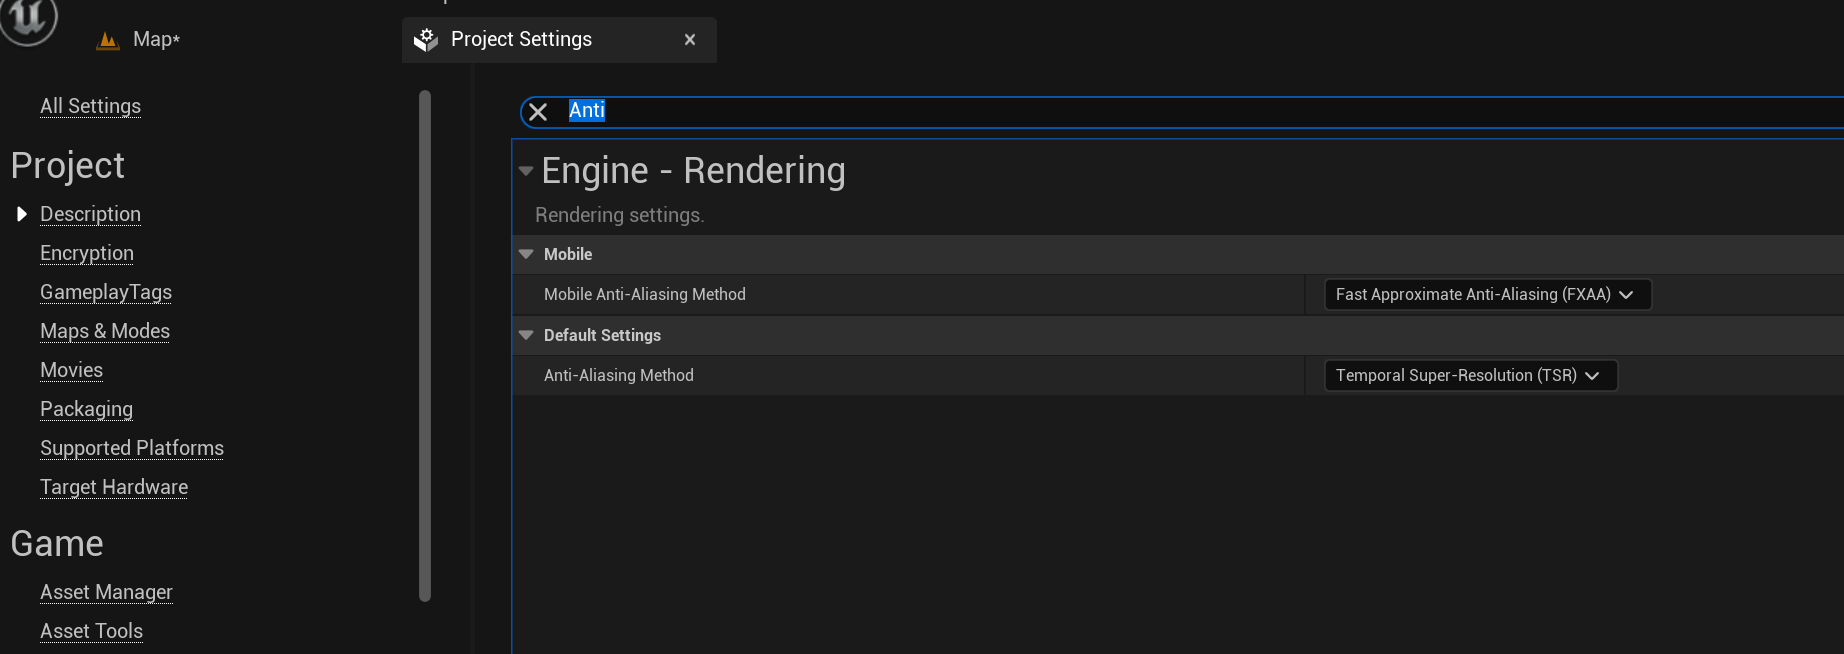 Map*
Project Settings
All Settings
Project
Description
Encryption
GameplayTags
Maps & Modes
Movies
Packaging
Supported Platforms
Target Hardware
Game
Asset Manager
Asset Tools
Anti
Engine - Rendering
Rendering settings.
Mobile
Mobile Anti-Aliasing Method
Fast Approximate Anti-Aliasing (FXAA)
Default Settings
Anti-Aliasing Method
Temporal Super-Resolution (TSR)